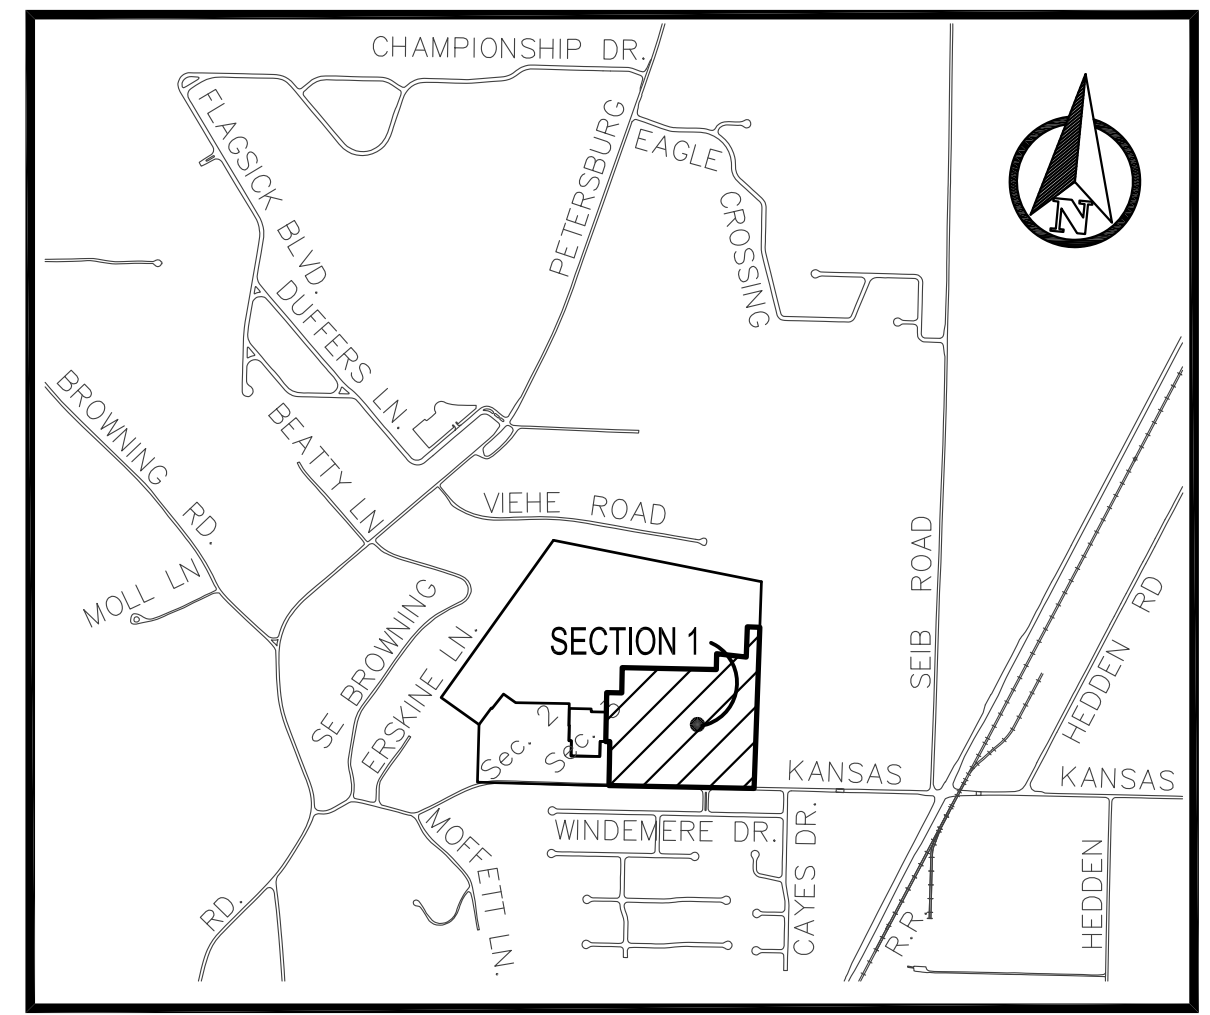 CHAMPIONSHIP DR.
FLAGSICK BLVD.
PETERSBURG
EAGLE CROSSING
N
DUFFERS LN.
BROWNING RD.
BEATTY LN
VIEHE ROAD
SEIB ROAD
MOLL LN
SE BROWNING
ERSKINE LN.
SECTION 1
HEDDEN RD
Sec. 2
Sec.
KANSAS
KANSAS
MOFFETT LN.
WINDEMERE DR.
CAYES DR.
HEDDEN
RD.
R.R.